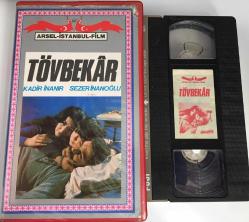 ARSEL-İSTANBUL-FİLM
TÖVBEKÂR
KADİR İNANIR SEZER İNANOĞLU
TÖVBEKÂR